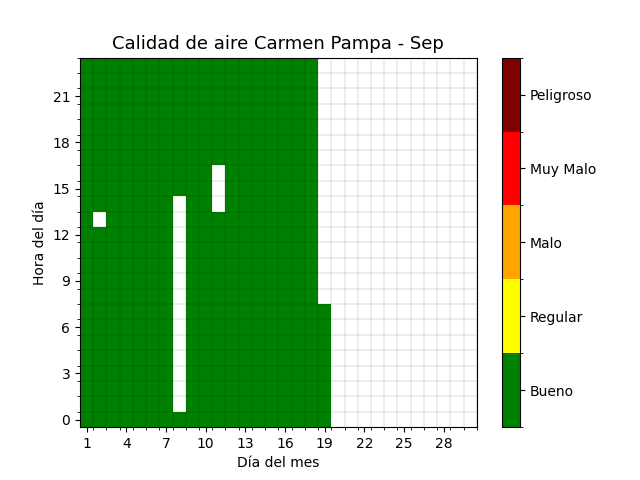 Calidad de aire Carmen Pampa - Sep
Hora del día
21
18
15
12
9
6
3
0
1 4 7 10 13 16 19 22 25 28
Día del mes
Peligroso
Muy Malo
Malo
Regular
Bueno